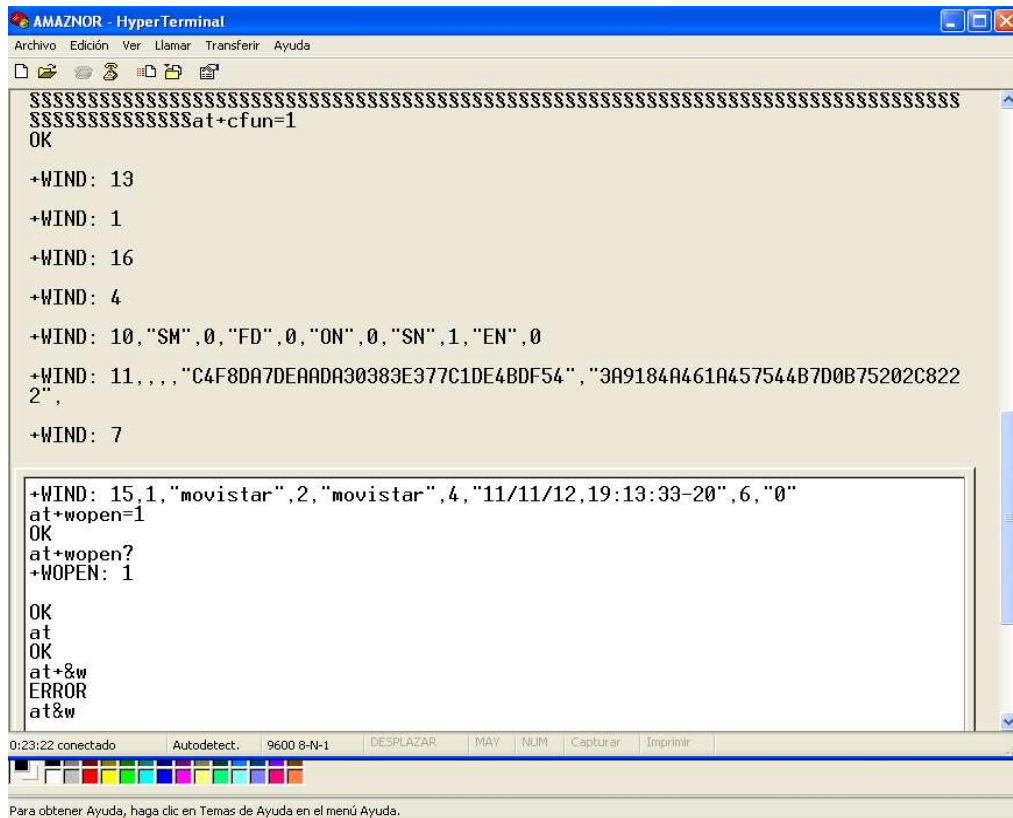 AMAZNOR - HyperTerminal
Archivo Edición Ver Llamar Transferir Ayuda
§§§§§§§§§§§§§§§§§§§§§§§§§§§§§§§§§§§§§§§§§§§§§§§§§§§§§§§§§§§§§§§§§§§§§§§§§§§§§§§§
§§§§§§§§§§§§§§at+cfun=1
OK
+WIND: 13
+WIND: 1
+WIND: 16
+WIND: 4
+WIND: 10,"SM",0,"FD",0,"ON",0,"SN",1,"EN",0
+WIND: 11,,,,"C4F8DA7DEAADA30383E377C1DE4BDF54","3A9184A461A457544B7D0B75202C822
2",
+WIND: 7
+WIND: 15,1,"movistar",2,"movistar",4,"11/11/12,19:13:33-20",6,"0"
at+wopen=1
OK
at+wopen?
+WOPEN: 1
OK
at
OK
at+&w
ERROR
at&w
0:23:22 conectado Autodetect. 9600 8-N-1 DESPLAZAR MAY NUM Capturar Imprimir
Para obtener Ayuda, haga clic en Temas de Ayuda en el menú Ayuda.